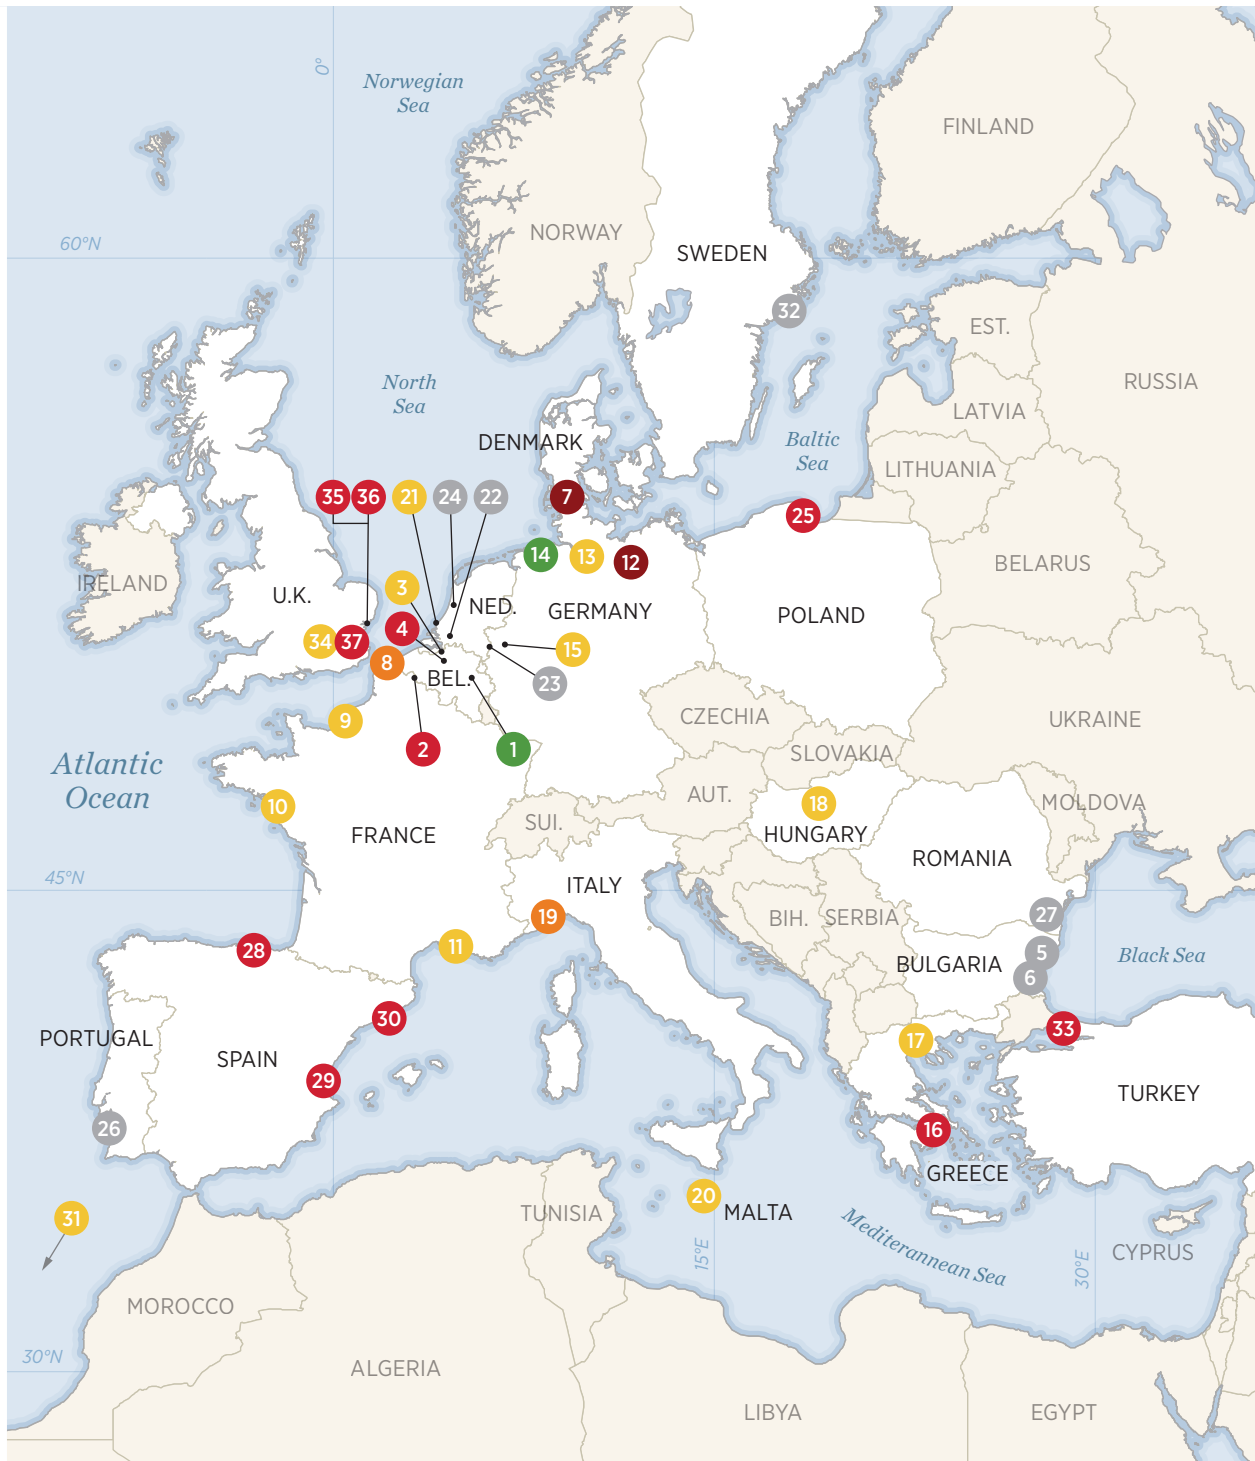 0°
Norwegian
Sea
FINLAND
NORWAY
60°N
SWEDEN
32
EST.
RUSSIA
North
Sea
LATVIA
DENMARK
Baltic
Sea
LITHUANIA
35
36
21
24
22
7
25
14
13
12
BELARUS
IRELAND
U.K.
3
NED.
GERMANY
POLAND
4
34
37
15
8
BEL.
23
9
2
1
CZECHIA
UKRAINE
SLOVAKIA
Atlantic
Ocean
10
AUT.
18
MOLDOVA
SUI.
FRANCE
HUNGARY
ROMANIA
45°N
ITALY
19
BIH.
SERBIA
27
28
11
5
Black Sea
BULGARIA
6
30
33
PORTUGAL
17
SPAIN
29
TURKEY
26
16
GREECE
20
MALTA
31
TUNISIA
Mediterannean Sea
15°E
30°E
CYPRUS
MOROCCO
30°N
ALGERIA
LIBYA
EGYPT